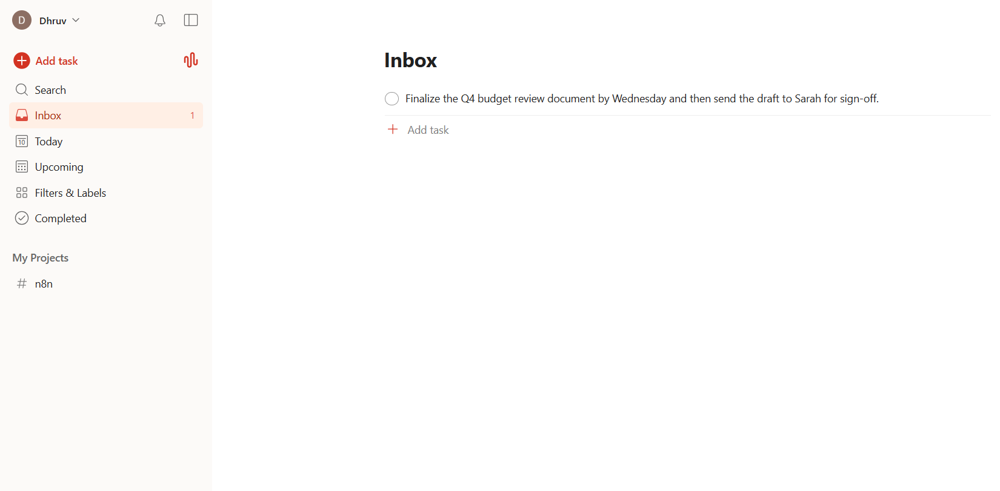 D
Dhruv
Add task
Search
Inbox 1
10 Today
Upcoming
Filters & Labels
Completed
My Projects
# n8n
Inbox
Finalize the Q4 budget review document by Wednesday and then send the draft to Sarah for sign-off.
+ Add task